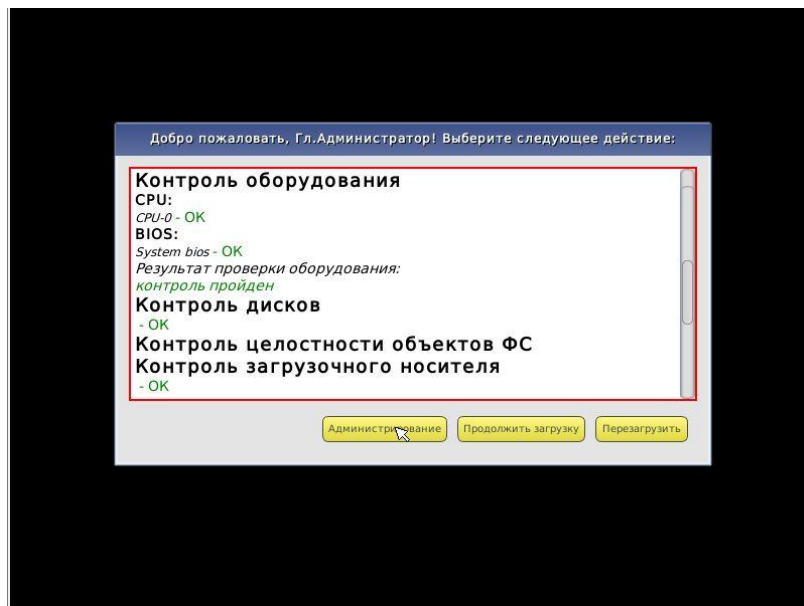 Добро пожаловать, Гл.Администратор! Выберите следующее действие:
Контроль оборудования
CPU:
CPU-0 - OK
BIOS:
System bios - OK
Результат проверки оборудования:
контроль пройден
Контроль дисков
- OK
Контроль целостности объектов ФС
Контроль загрузочного носителя
- OK
Администрирование Продолжить загрузку Перезагрузить